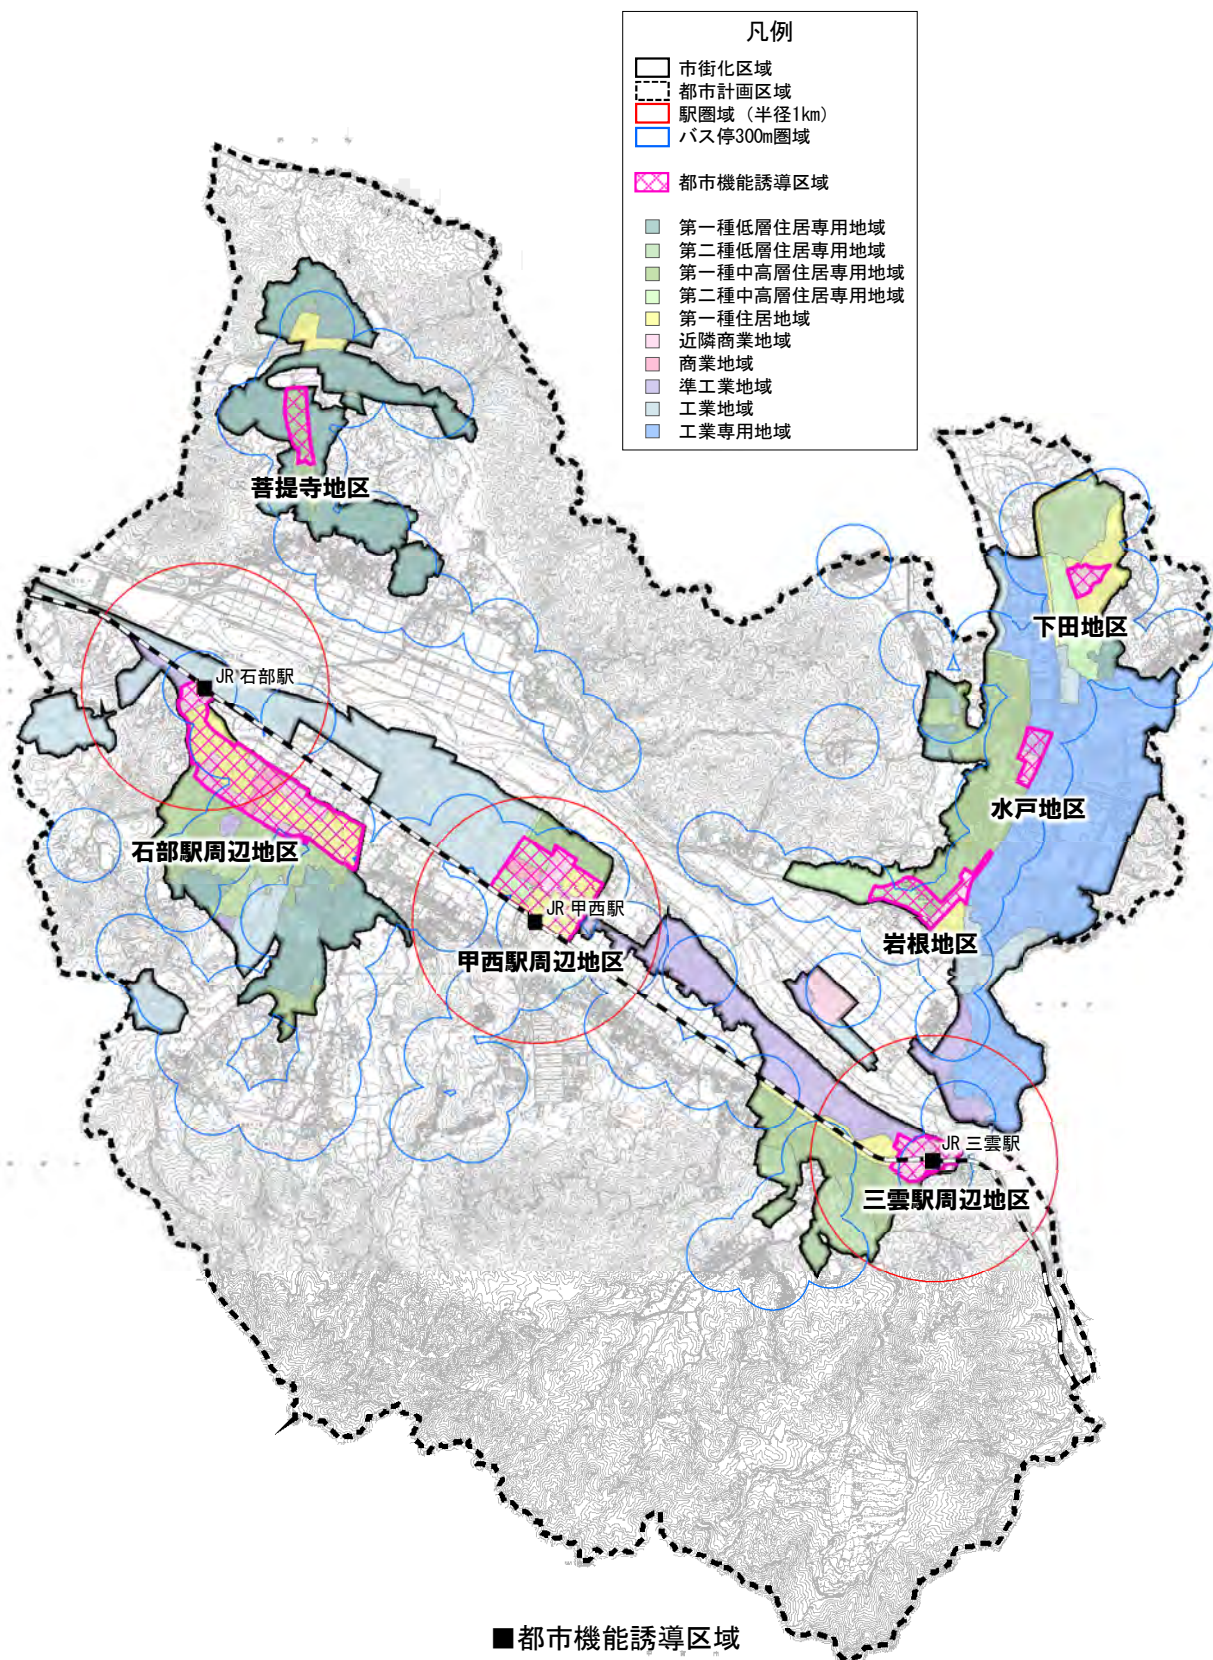 凡例
市街化区域
都市計画区域
駅圏域（半径1km）
バス停300m圏域
都市機能誘導区域
第一種低層住居専用地域
第二種低層住居専用地域
第一種中高層住居専用地域
第二種中高層住居専用地域
第一種住居地域
近隣商業地域
商業地域
準工業地域
工業地域
工業専用地域
菩提寺地区
下田地区
JR 石部駅
水戸地区
石部駅周辺地区
JR 甲西駅
岩根地区
甲西駅周辺地区
JR 三雲駅
三雲駅周辺地区
■都市機能誘導区域